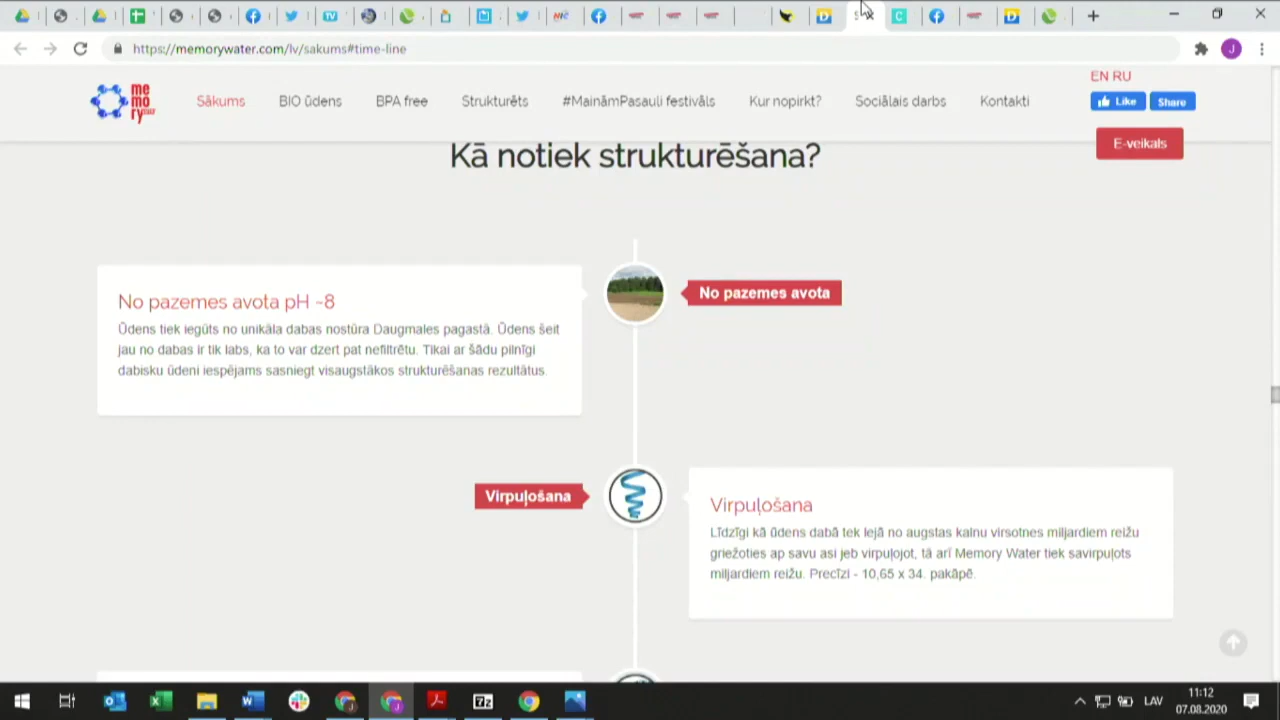 https://memorywater.com/lv/sakums#time-line
J
EN RU
me
mo
ry
Sākums
BIO ūdens
BPA free
Strukturēts
#MaināmPasauli festivāls
Kur nopirkt?
Sociālais darbs
Kontakti
Like
Share
E-veikals
Kā notiek strukturēšana?
No pazemes avota pH ~8
Ūdens tiek iegūts no unikāla dabas nostūra Daugmales pagastā. Ūdens šeit
jau no dabas ir tik labs, ka to var dzert pat nefiltrētu. Tikai ar šādu pilnīgi
dabisku ūdeni iespējams sasniegt visaugstākos strukturēšanas rezultātus.
No pazemes avota
Virpuļošana
Virpuļošana
Līdzīgi kā ūdens dabā tek lejā no augstas kalnu virsotnes miljardiem reižu
griežoties ap savu asi jeb virpuļojot, tā arī Memory Water tiek savirpuļots
miljardiem reižu. Precīzi - 10,65 x 34. pakāpē.
LAV
11:12
07.08.2020